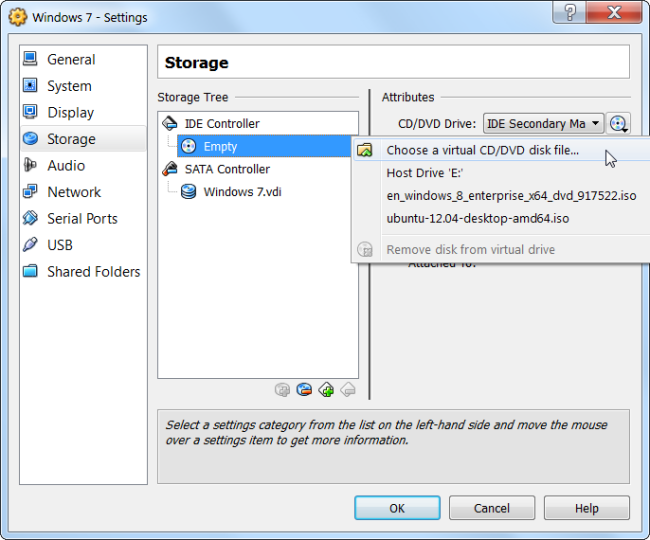 Windows 7 - Settings
General
System
Display
Storage
Audio
Network
Serial Ports
USB
Shared Folders
Storage
Storage Tree
IDE Controller
Empty
SATA Controller
Windows 7.vdi
Attributes
CD/DVD Drive: IDE Secondary Ma
Choose a virtual CD/DVD disk file...
Host Drive 'E:'
en_windows_8_enterprise_x64_dvd_917522.iso
ubuntu-12.04-desktop-amd64.iso
Remove disk from virtual drive
Attached To:
Select a settings category from the list on the left-hand side and move the mouse
over a settings item to get more information.
OK
Cancel
Help